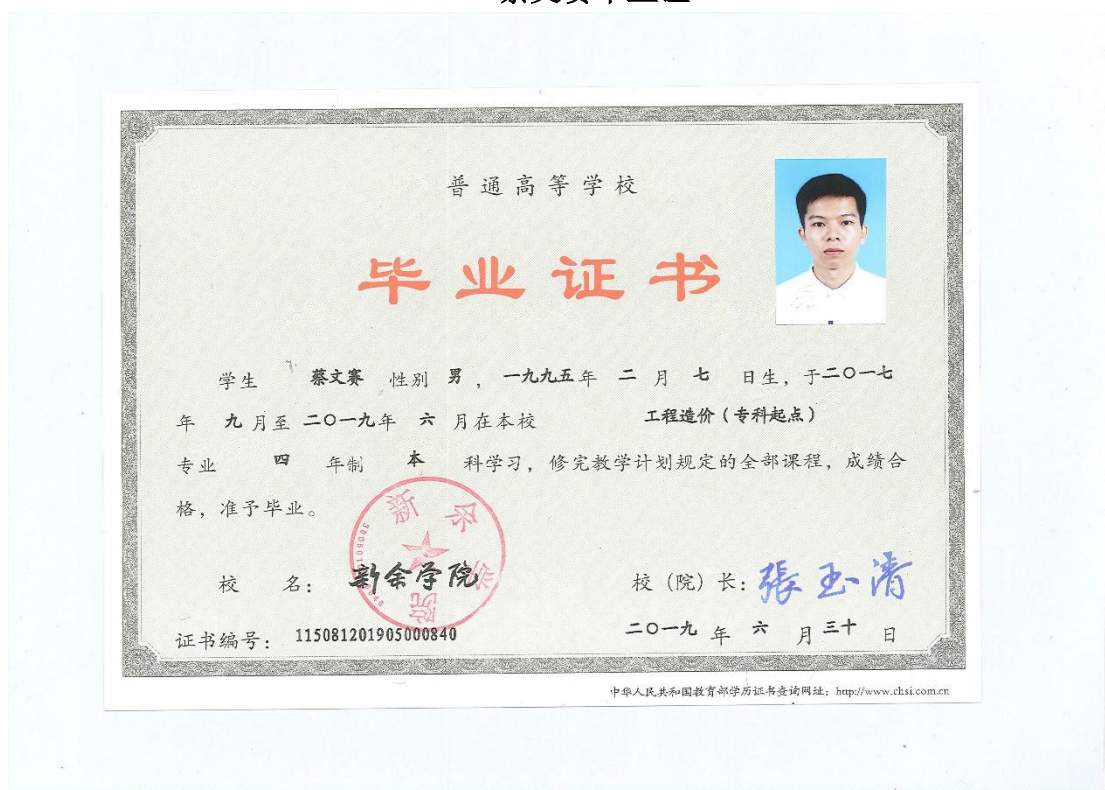 普通高等学校
毕业证书
学生 蔡文赛 性别 男 ， 一九九五 年 二 月 七 日生，于二〇一七
年 九 月至 二〇一九 年 六 月在本校 工程造价（专科起点）
专业 四 年制 本 科学习，修完教学计划规定的全部课程，成绩合
格，准予毕业。
新余学院
校 名： 新余学院 校（院）长：張玉清
证书编号： 115081201905000840 二〇一九 年 六 月 三十 日
中华人民共和国教育部学历证书查询网址：http://www.chsi.com.cn